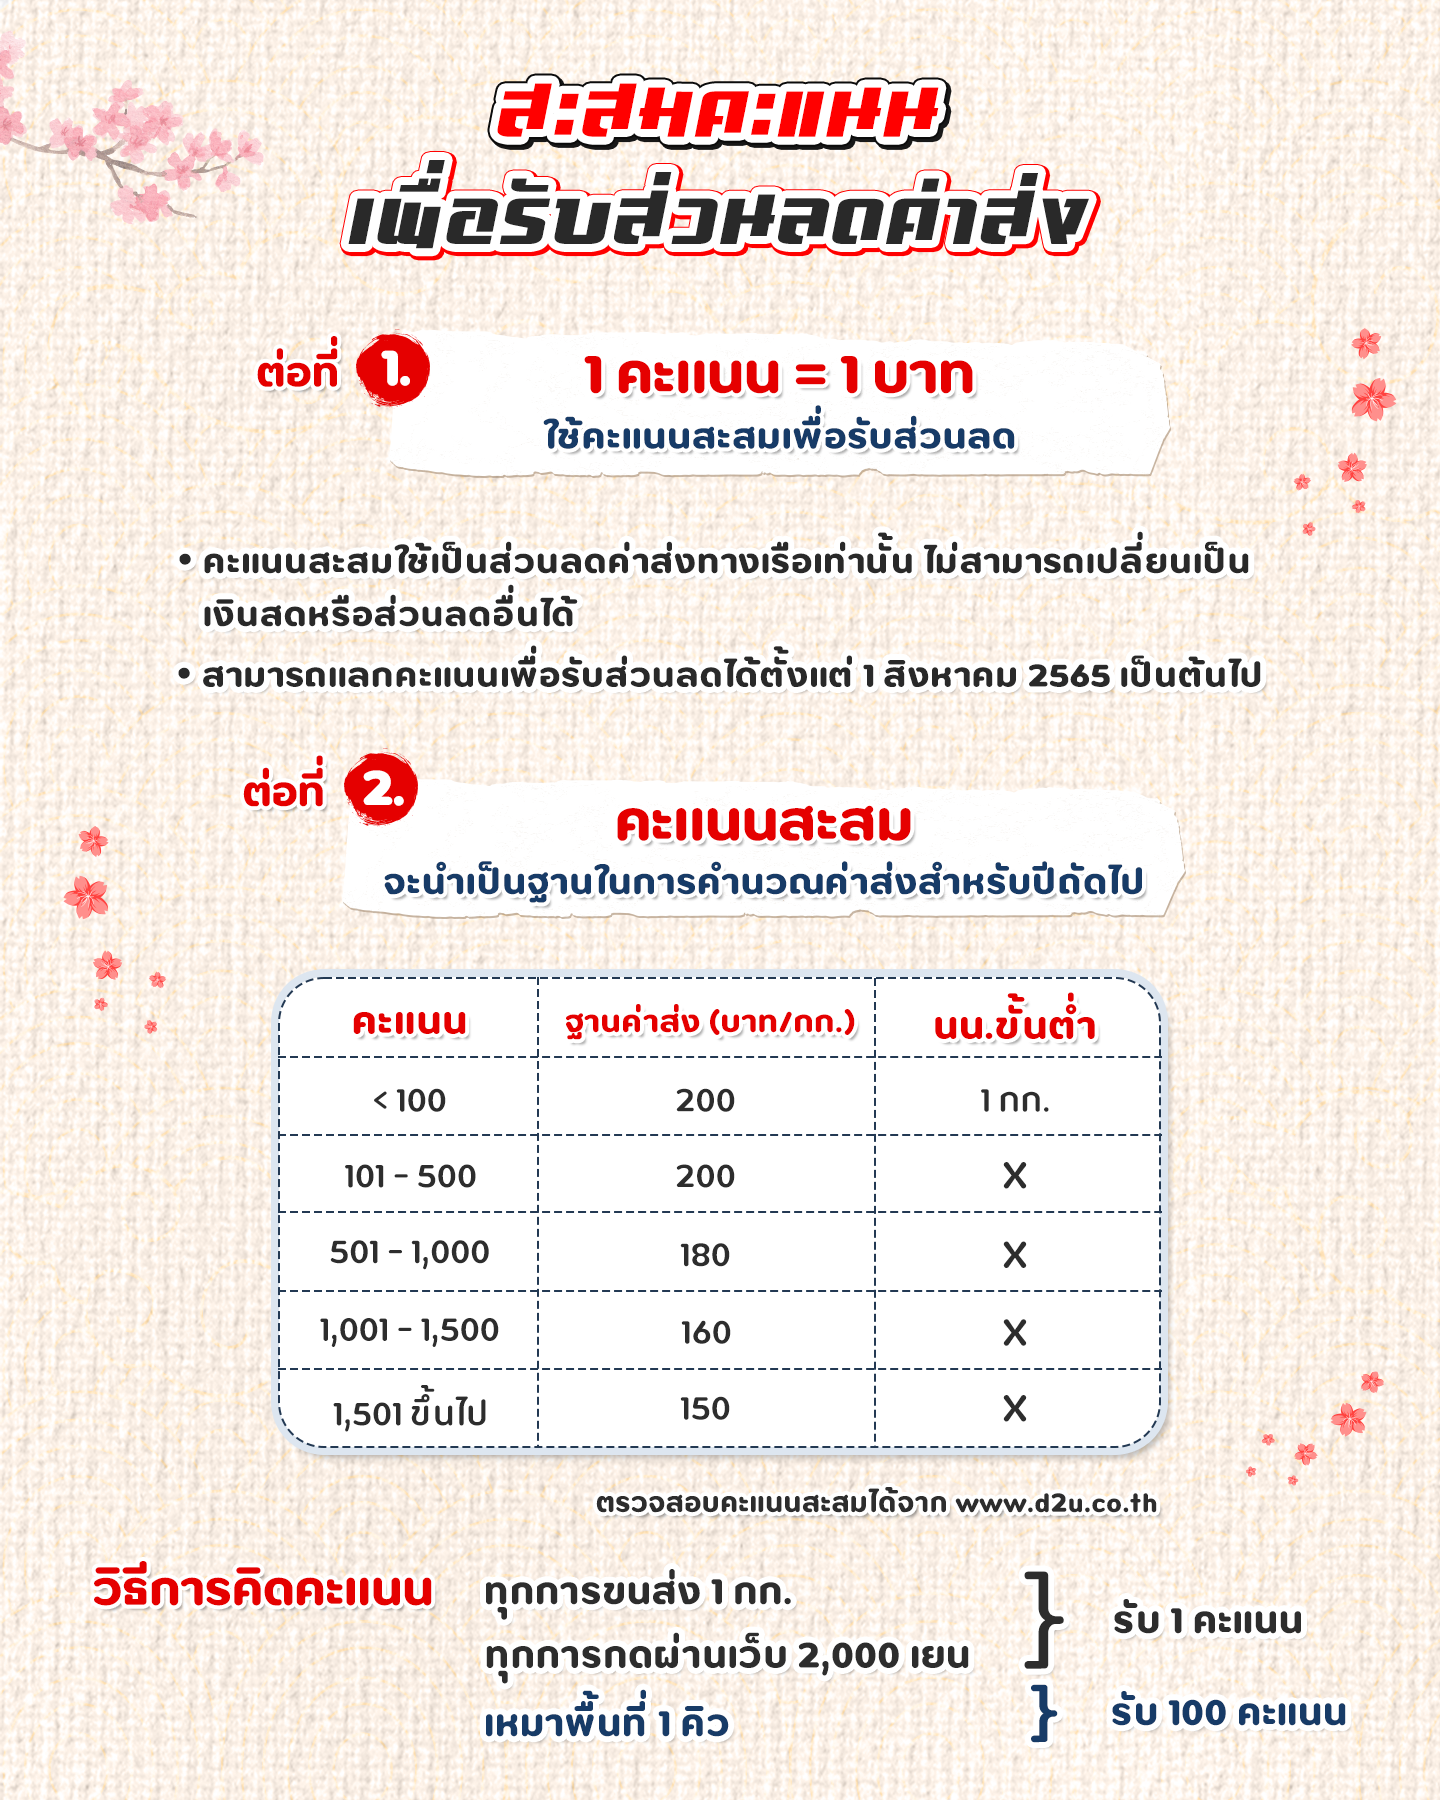 สะสมคะแนน
เพื่อรับส่วนลดค่าส่ง
ต่อที่ 1.
1 คะแนน = 1 บาท
ใช้คะแนนสะสมเพื่อรับส่วนลด
• คะแนนสะสมใช้เป็นส่วนลดค่าส่งทางเรือเท่านั้น ไม่สามารถเปลี่ยนเป็น
เงินสดหรือส่วนลดอื่นได้
• สามารถแลกคะแนนเพื่อรับส่วนลดได้ตั้งแต่ 1 สิงหาคม 2565 เป็นต้นไป
ต่อที่ 2.
คะแนนสะสม
จะนำเป็นฐานในการคำนวณค่าส่งสำหรับปีถัดไป
คะแนน ฐานค่าส่ง (บาท/กก.) นน.ขั้นต่ำ
< 100 200 1 กก.
101 - 500 200 X
501 - 1,000 180 X
1,001 - 1,500 160 X
1,501 ขึ้นไป 150 X
ตรวจสอบคะแนนสะสมได้จาก www.d2u.co.th
วิธีการคิดคะแนน
ทุกการขนส่ง 1 กก.
ทุกการกดผ่านเว็บ 2,000 เยน
} รับ 1 คะแนน
เหมาพื้นที่ 1 คิว } รับ 100 คะแนน